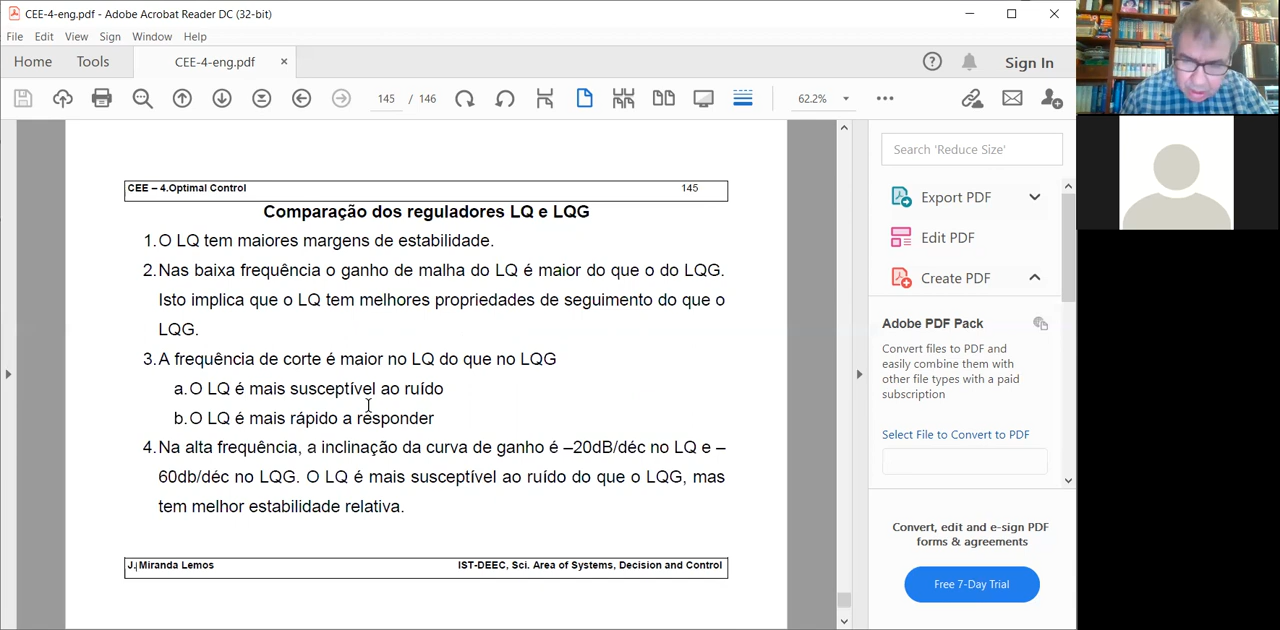 CEE-4-eng.pdf - Adobe Acrobat Reader DC (32-bit)
File Edit View Sign Window Help
Home Tools CEE-4-eng.pdf × Sign In
145 / 146 62.2%
CEE – 4.Optimal Control 145
Comparação dos reguladores LQ e LQG
1.O LQ tem maiores margens de estabilidade.
2.Nas baixa frequência o ganho de malha do LQ é maior do que o do LQG.
Isto implica que o LQ tem melhores propriedades de seguimento do que o
LQG.
3.A frequência de corte é maior no LQ do que no LQG
a.O LQ é mais susceptível ao ruído
b.O LQ é mais rápido a responder
4.Na alta frequência, a inclinação da curva de ganho é –20dB/déc no LQ e –
60db/déc no LQG. O LQ é mais susceptível ao ruído do que o LQG, mas
tem melhor estabilidade relativa.
J. Miranda Lemos IST-DEEC, Sci. Area of Systems, Decision and Control
Search 'Reduce Size'
Export PDF
Edit PDF
Create PDF
Adobe PDF Pack
Convert files to PDF and
easily combine them with
other file types with a paid
subscription
Select File to Convert to PDF
Convert, edit and e-sign PDF
forms & agreements
Free 7-Day Trial